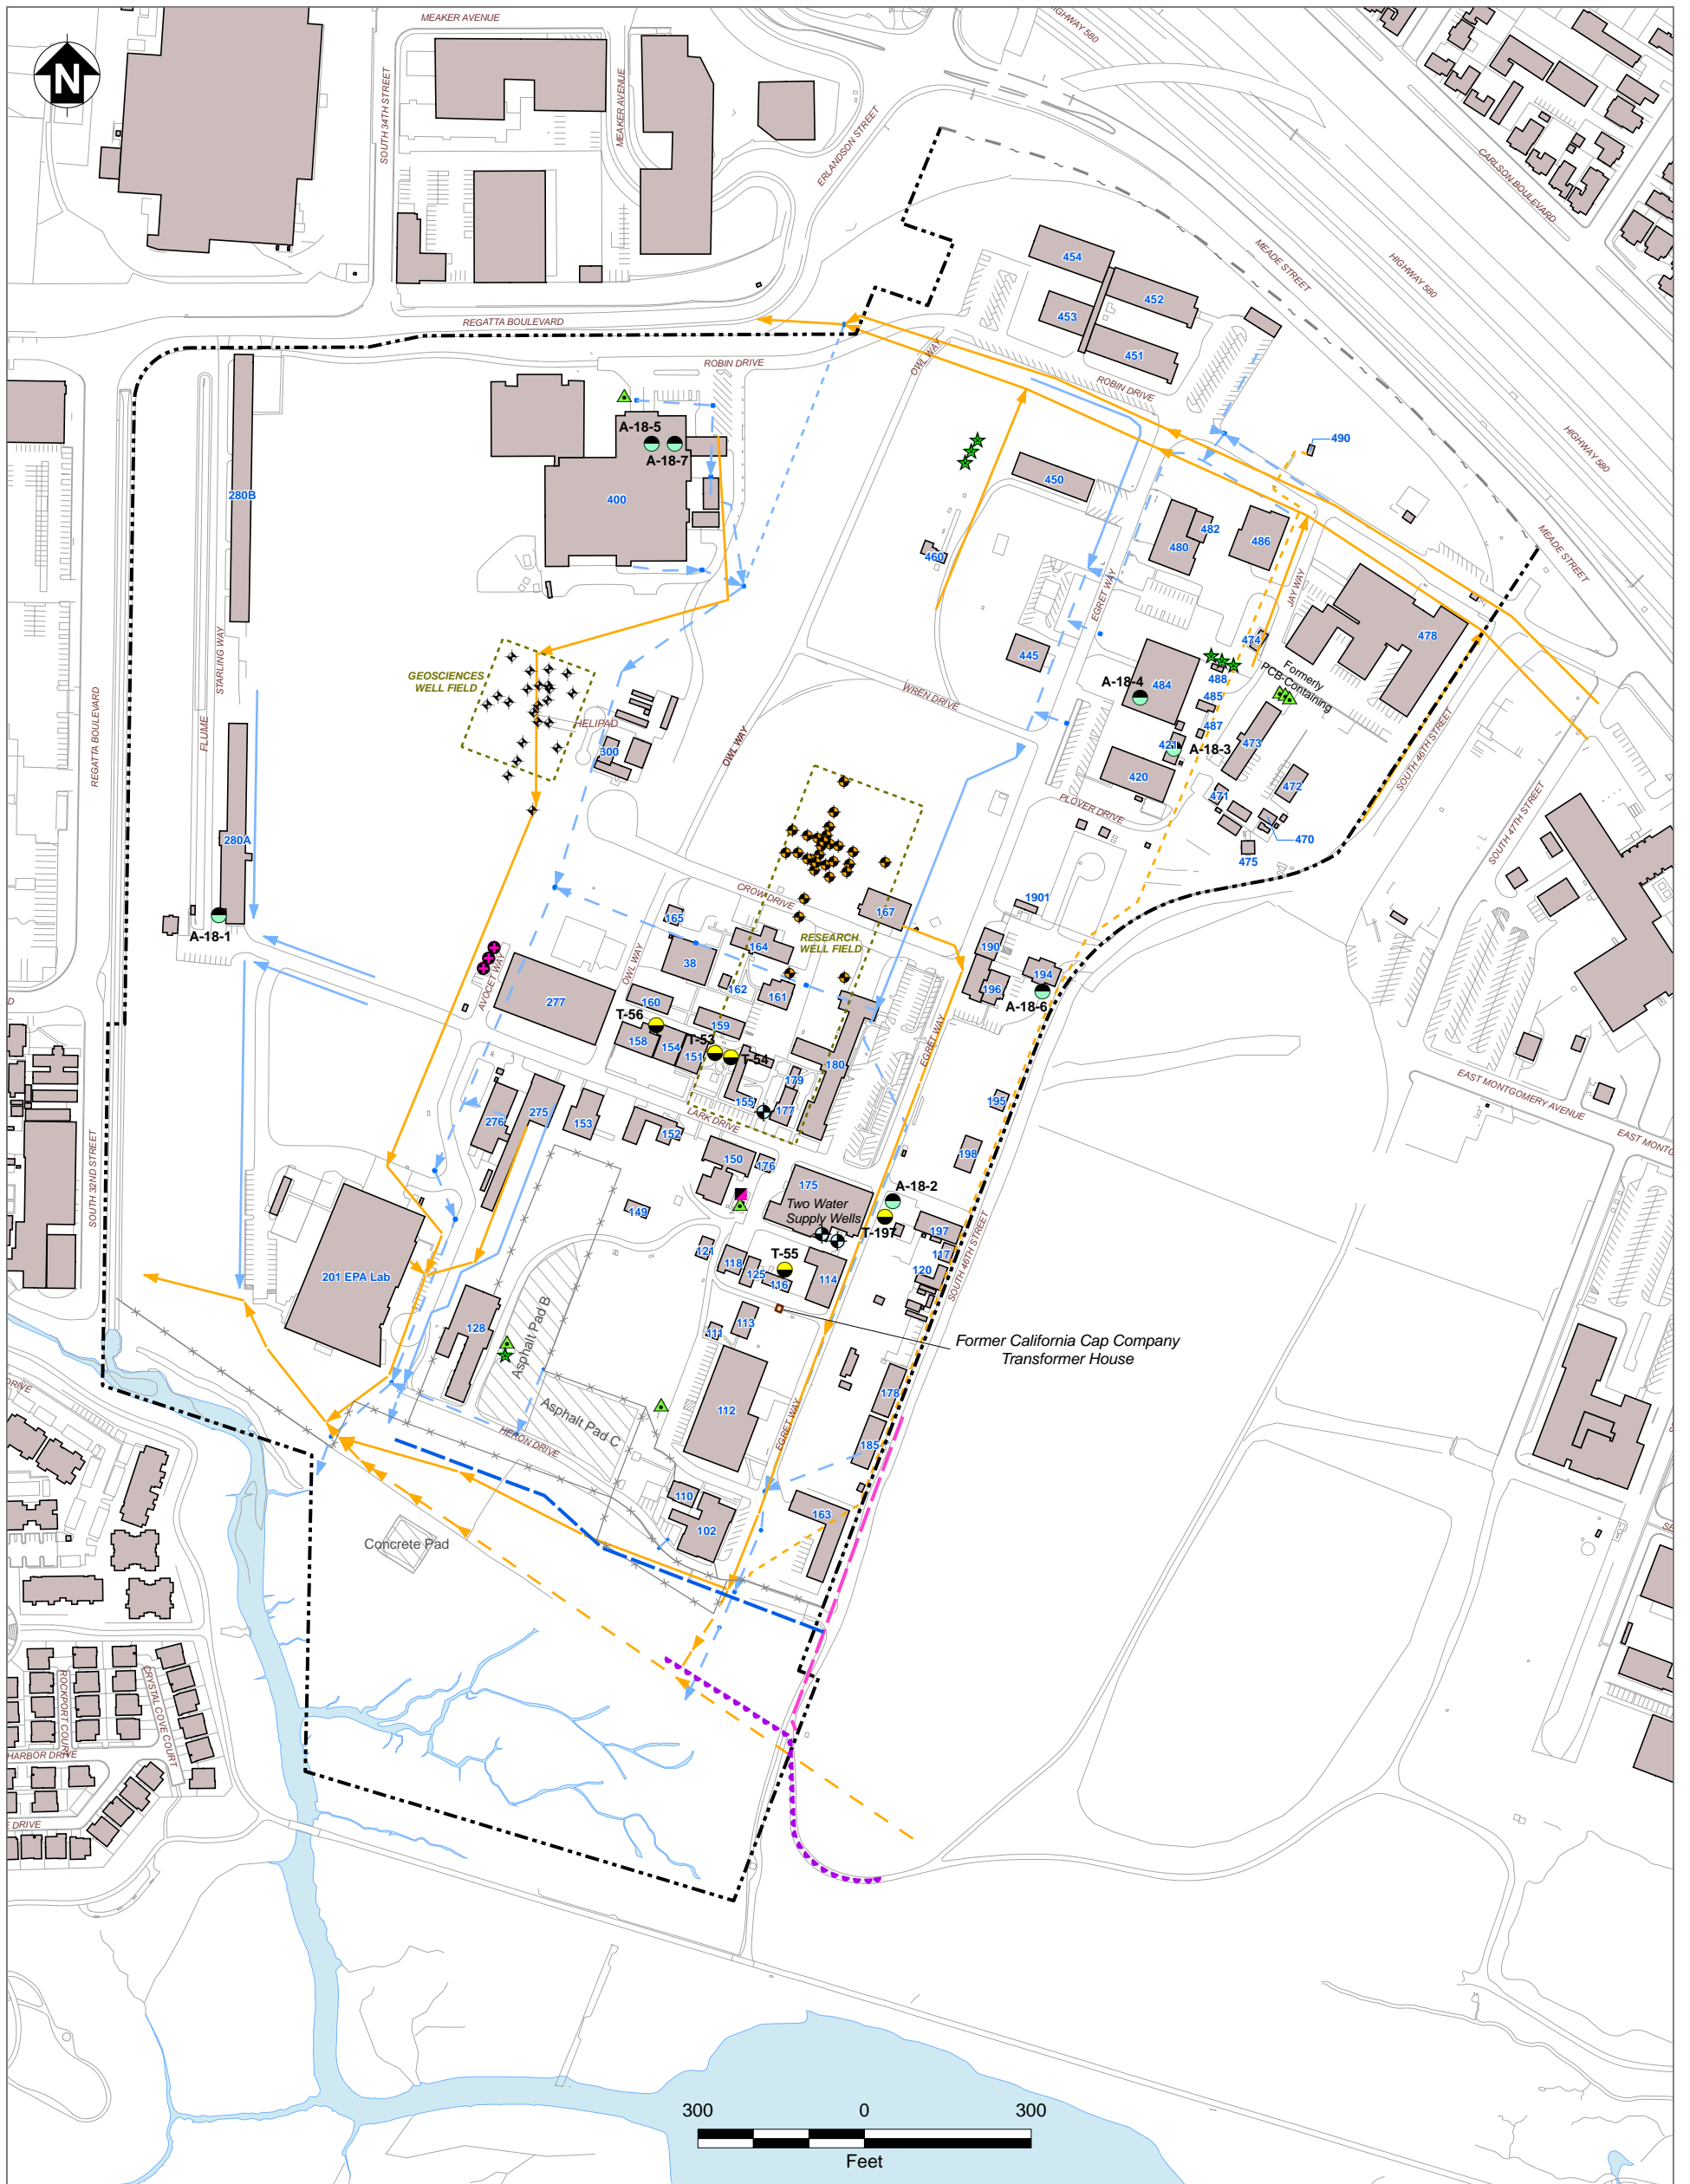 MEAKER AVENUE
HIGHWAY 580
N
SOUTH 34TH STREET
MEAKER AVENUE
ERLANDSON STREET
CARLSON BOULEVARD
MEADE STREET
HIGHWAY 580
454
452
453
451
REGATTA BOULEVARD
ROBIN DRIVE
OWL WAY
ROBIN DRIVE
HIGHWAY 580
A-18-5
A-18-7
490
450
280B
400
482
480
486
460
MEADE STREET
EGRET WAY
JAY WAY
STARLING WAY
445
474
478
GEOSCIENCES
WELL FIELD
488
Formerly
PCB-Containing
A-18-4
484
485
WREN DRIVE
REGATTA BOULEVARD
FLUME
HELIPAD
OWL WAY
300
487
421
A-18-3
473
SOUTH 46TH STREET
420
471
472
PLOVER DRIVE
SOUTH 47TH STREET
280A
470
475
CROW DRIVE
165
167
1901
A-18-1
RESEARCH
WELL FIELD
164
190
OWL WAY
38
194
AVOCET WAY
162
161
196
A-18-6
277
160
T-56
159
158
154
T-53
151
T-54
EGRET WAY
180
179
155
177
195
EAST MONTGOMERY AVENUE
276
275
153
LARK DRIVE
152
EAST MONTG
198
150
176
SOUTH 32ND STREET
175
A-18-2
Two Water
Supply Wells
149
T-197
197
121
118
T-55
117
201 EPA Lab
125
116
114
120
SOUTH 46TH STREET
128
Asphalt Pad B
111
113
Former California Cap Company
Transformer House
DRIVE
178
Asphalt Pad C
112
EGRET WAY
185
HERON DRIVE
110
163
102
Concrete Pad
ROCKPORT COURT
CRYSTAL COVE COURT
HARBOR DRIVE
E DRIVE
300
0
300
Feet